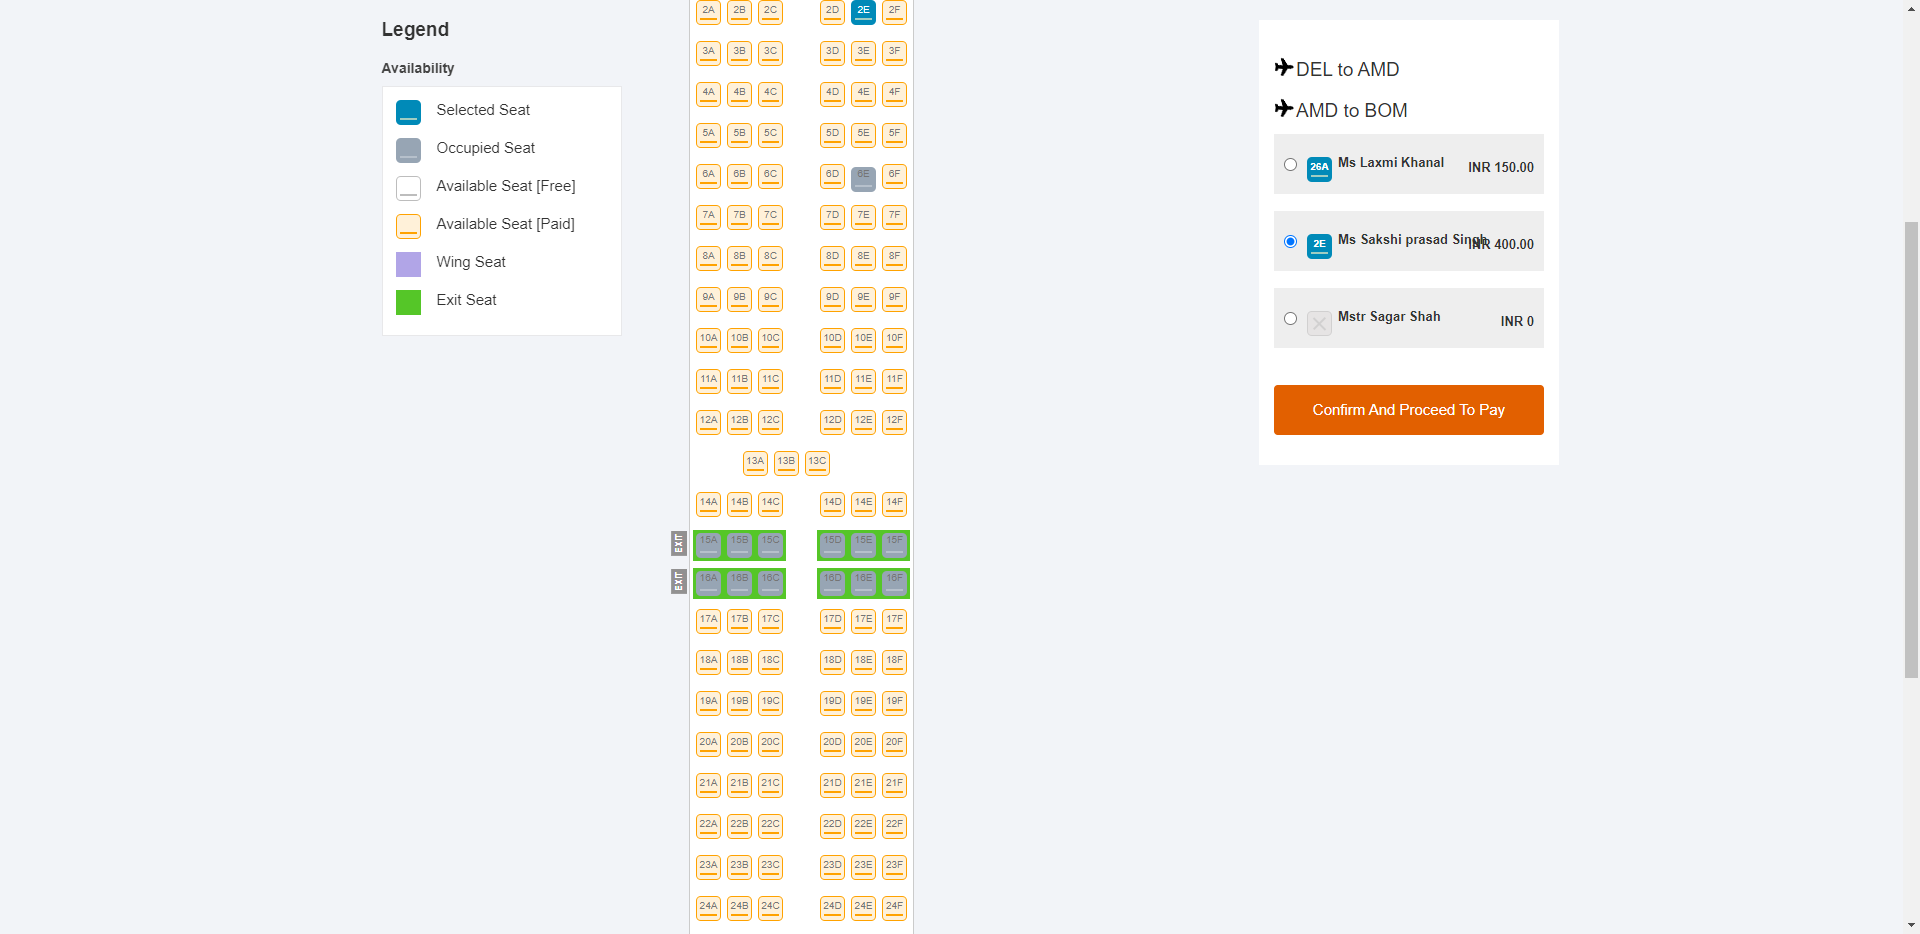 Legend
Availability
Selected Seat
Occupied Seat
Available Seat [Free]
Available Seat [Paid]
Wing Seat
Exit Seat
2A 2B 2C 2D 2E 2F
3A 3B 3C 3D 3E 3F
4A 4B 4C 4D 4E 4F
5A 5B 5C 5D 5E 5F
6A 6B 6C 6D 6E 6F
7A 7B 7C 7D 7E 7F
8A 8B 8C 8D 8E 8F
9A 9B 9C 9D 9E 9F
10A 10B 10C 10D 10E 10F
11A 11B 11C 11D 11E 11F
12A 12B 12C 12D 12E 12F
13A 13B 13C
14A 14B 14C 14D 14E 14F
EXIT 15A 15B 15C 15D 15E 15F
EXIT 16A 16B 16C 16D 16E 16F
17A 17B 17C 17D 17E 17F
18A 18B 18C 18D 18E 18F
19A 19B 19C 19D 19E 19F
20A 20B 20C 20D 20E 20F
21A 21B 21C 21D 21E 21F
22A 22B 22C 22D 22E 22F
23A 23B 23C 23D 23E 23F
24A 24B 24C 24D 24E 24F
DEL to AMD
AMD to BOM
26A Ms Laxmi Khanal INR 150.00
2E Ms Sakshi prasad Singh INR 400.00
Mstr Sagar Shah INR 0
Confirm And Proceed To Pay